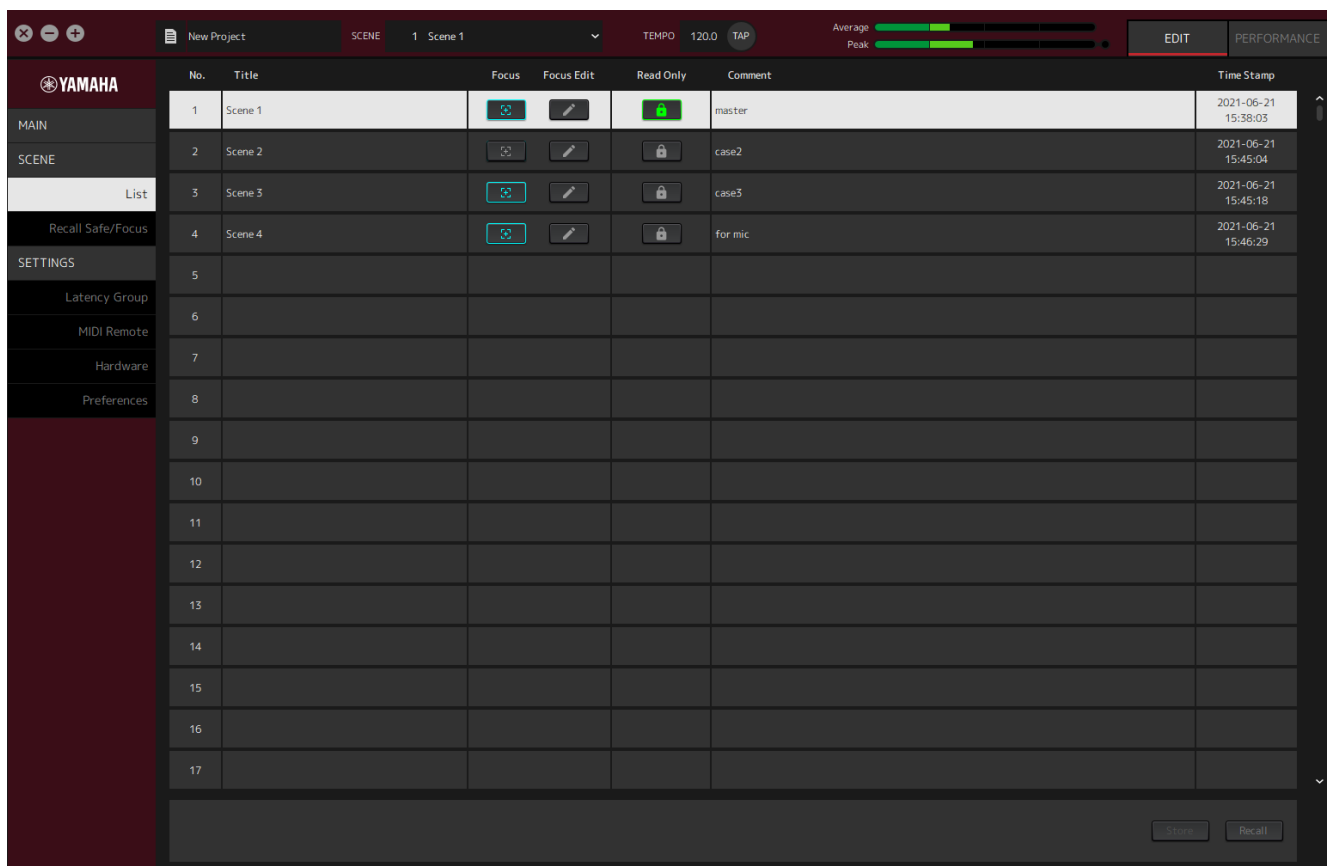 New Project SCENE 1 Scene 1 TEMPO 120.0 TAP Average EDIT PERFORMANCE
Peak
YAMAHA
MAIN
SCENE
List
Recall Safe/Focus
SETTINGS
Latency Group
MIDI Remote
Hardware
Preferences
No. Title Focus Focus Edit Read Only Comment Time Stamp
1 Scene 1 master 2021-06-21
15:38:03
2 Scene 2 case2 2021-06-21
15:45:04
3 Scene 3 case3 2021-06-21
15:45:18
4 Scene 4 for mic 2021-06-21
15:46:29
5
6
7
8
9
10
11
12
13
14
15
16
17
Store Recall